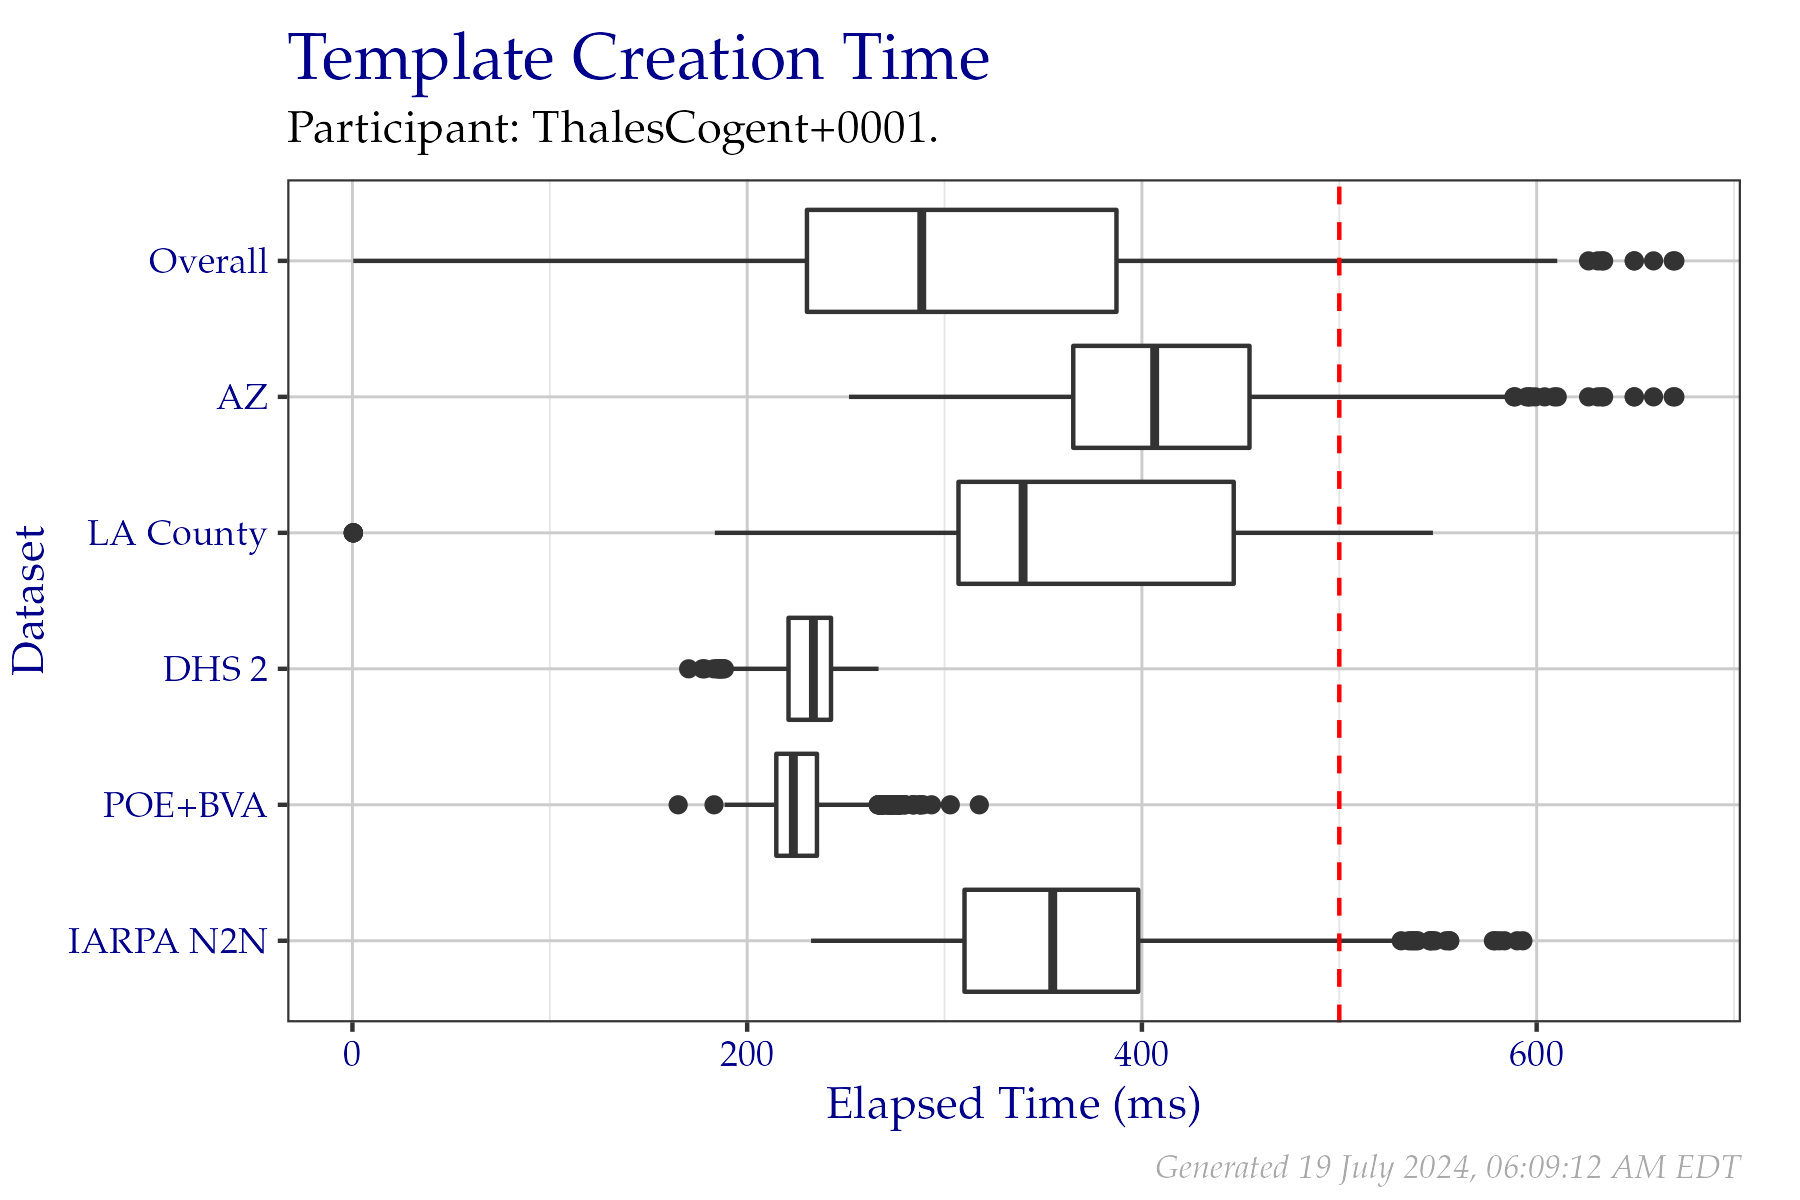 Template Creation Time
Participant: ThalesCogent+0001.
Dataset
Overall
AZ
LA County
DHS 2
POE+BVA
IARPA N2N
0 200 400 600
Elapsed Time (ms)
Generated 19 July 2024, 06:09:12 AM EDT